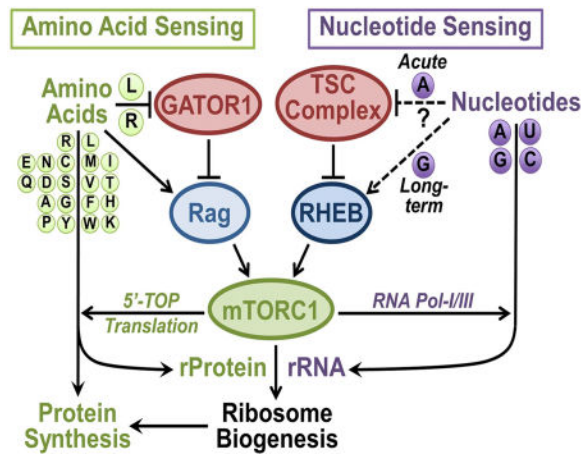 Amino Acid Sensing
Nucleotide Sensing
Amino
Acids
L
R
GATOR1
TSC
Complex
Acute
A
?
Nucleotides
R L
E N C M I
Q D S V T
A G F H
P Y W K
A U
G C
G
Long-
term
Rag
RHEB
5'-TOP
Translation
mTORC1
RNA Pol-I/III
rProtein
rRNA
Protein
Synthesis
Ribosome
Biogenesis